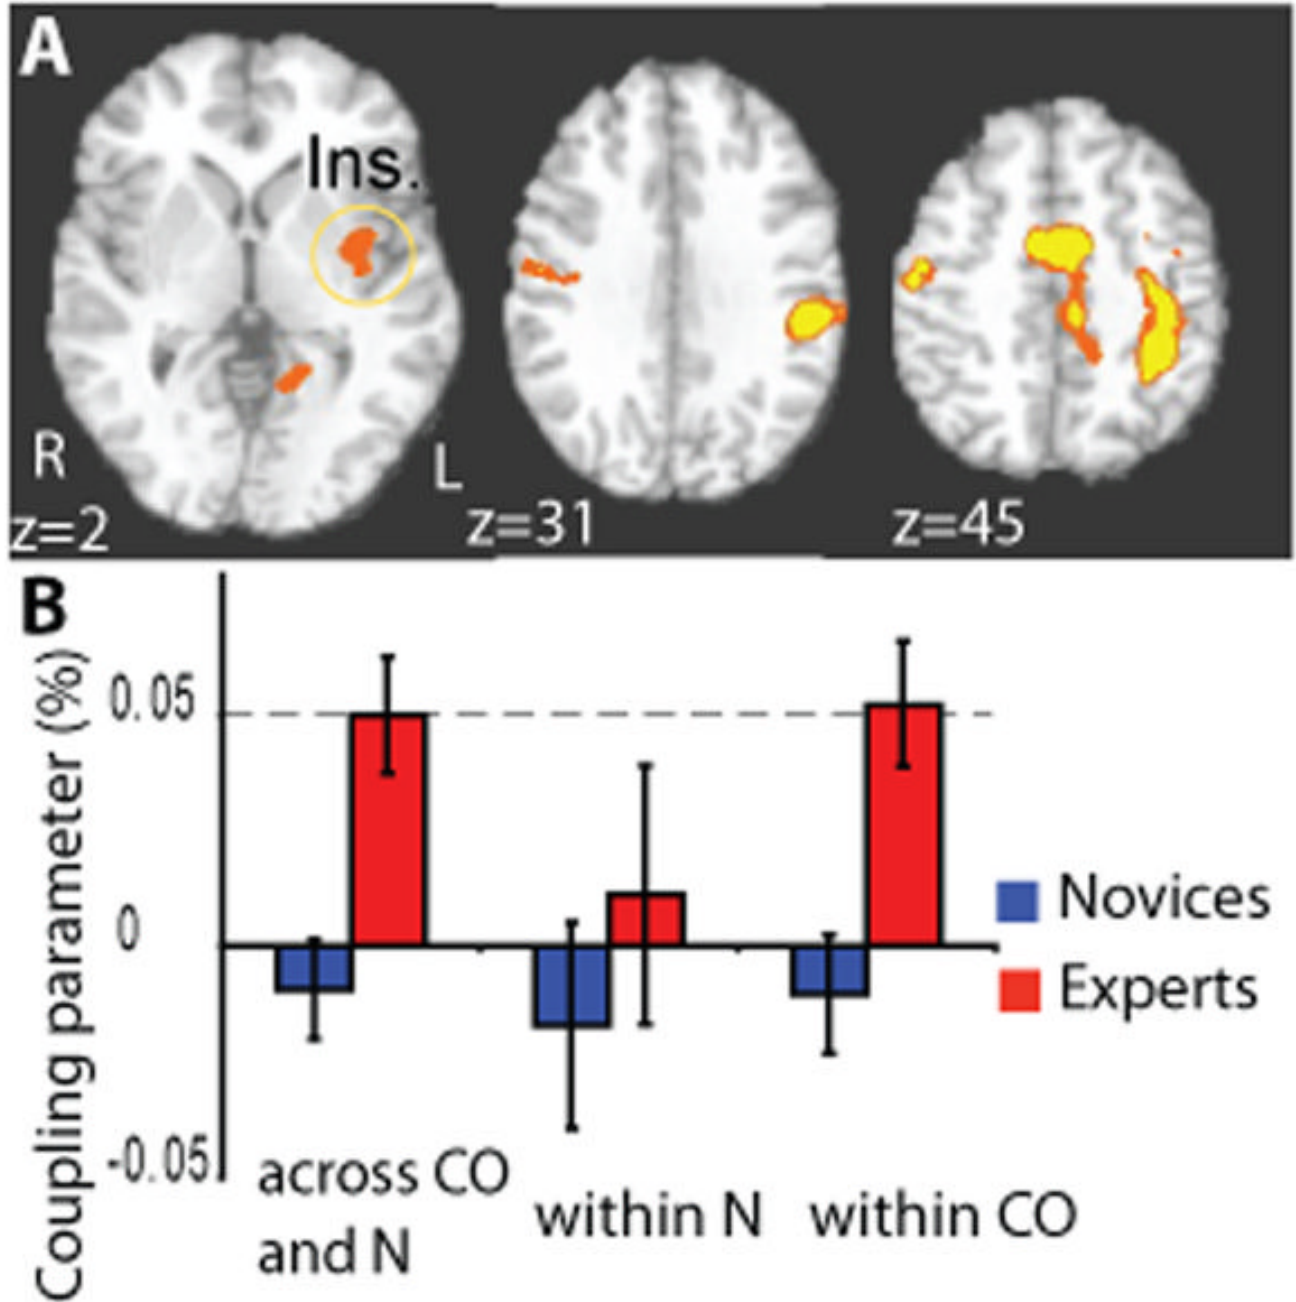 A
Ins.
R
L
z=2
z=31
z=45
B
Coupling parameter (%)
0.05
0
-0.05
Novices
Experts
across CO
and N
within N
within CO